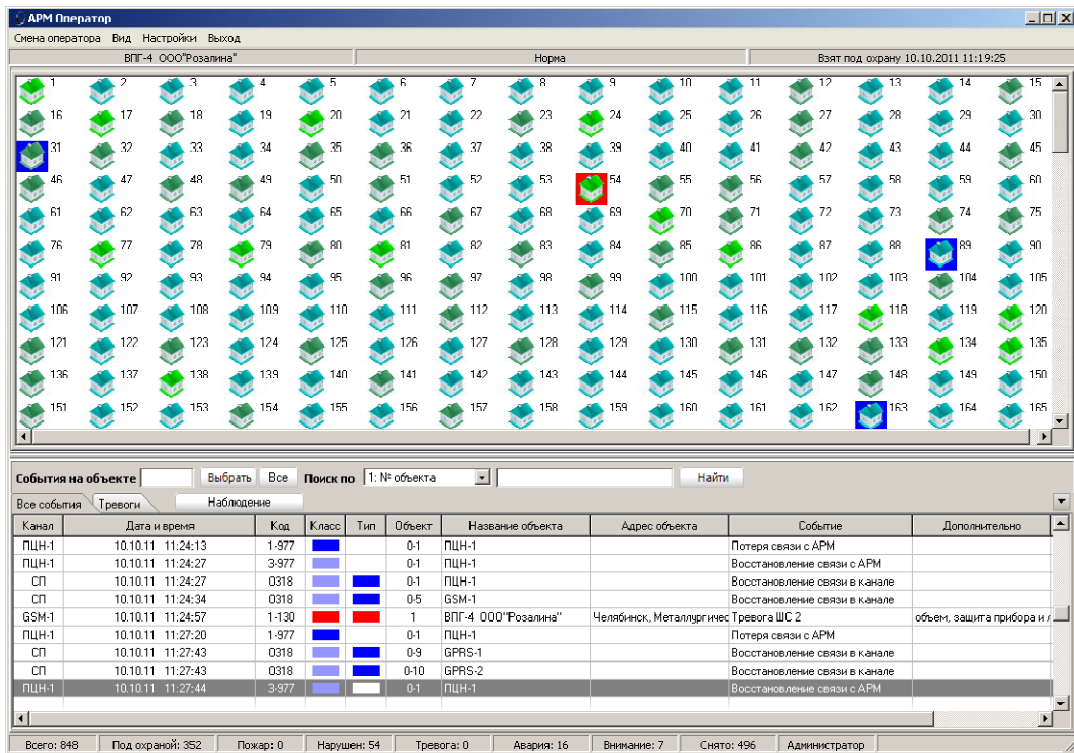 АРМ Оператор
Смена оператора Вид Настройки Выход
ВПГ-4 ООО"Розалина" Норма Взят под охрану 10.10.2011 11:19:25
1 2 3 4 5 6 7 8 9 10 11 12 13 14 15
16 17 18 19 20 21 22 23 24 25 26 27 28 29 30
31 32 33 34 35 36 37 38 39 40 41 42 43 44 45
46 47 48 49 50 51 52 53 54 55 56 57 58 59 60
61 62 63 64 65 66 67 68 69 70 71 72 73 74 75
76 77 78 79 80 81 82 83 84 85 86 87 88 89 90
91 92 93 94 95 96 97 98 99 100 101 102 103 104 105
106 107 108 109 110 111 112 113 114 115 116 117 118 119 120
121 122 123 124 125 126 127 128 129 130 131 132 133 134 135
136 137 138 139 140 141 142 143 144 145 146 147 148 149 150
151 152 153 154 155 156 157 158 159 160 161 162 163 164 165
События на объекте Выбрать Все Поиск по 1: № объекта Найти
Все события Тревоги Наблюдение
Канал Дата и время Код Класс Тип Объект Название объекта Адрес объекта Событие Дополнительно
ПЦН-1 10.10.11 11:24:13 1-977 0-1 ПЦН-1 Потеря связи с АРМ
ПЦН-1 10.10.11 11:24:27 3-977 0-1 ПЦН-1 Восстановление связи с АРМ
СП 10.10.11 11:24:27 0318 0-1 ПЦН-1 Восстановление связи в канале
СП 10.10.11 11:24:34 0318 0-5 GSM-1 Восстановление связи в канале
GSM-1 10.10.11 11:24:57 1-130 1 ВПГ-4 ООО"Розалина" Челябинск, Металлургичес Тревога ШС 2 объем, защита прибора и л
ПЦН-1 10.10.11 11:27:20 1-977 0-1 ПЦН-1 Потеря связи с АРМ
СП 10.10.11 11:27:43 0318 0-9 GPRS-1 Восстановление связи в канале
СП 10.10.11 11:27:43 0318 0-10 GPRS-2 Восстановление связи в канале
ПЦН-1 10.10.11 11:27:44 3-977 0-1 ПЦН-1 Восстановление связи с АРМ
Всего: 848 Под охраной: 352 Пожар: 0 Нарушен: 54 Тревога: 0 Авария: 16 Внимание: 7 Снято: 496 Администратор